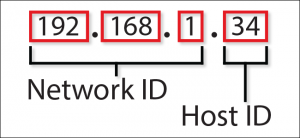 192.168.1.34
Network ID
Host ID